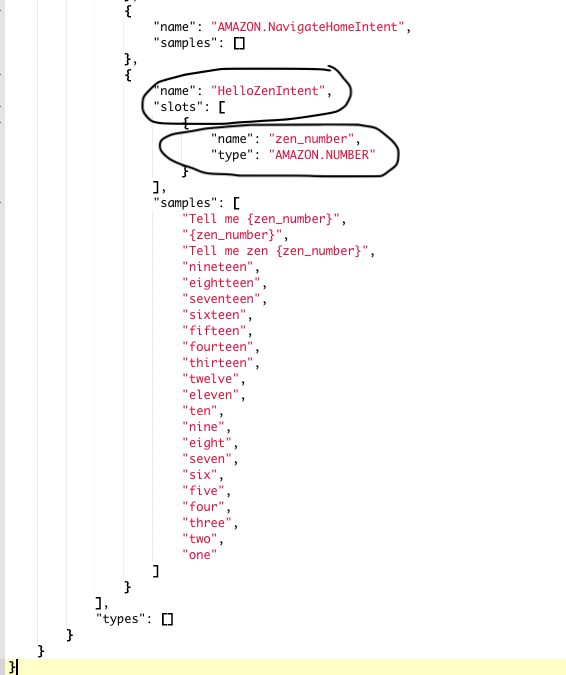 {
"name": "AMAZON.NavigateHomeIntent",
"samples": []
},
{
"name": "HelloZenIntent",
"slots": [
{
"name": "zen_number",
"type": "AMAZON.NUMBER"
}
],
"samples": [
"Tell me {zen_number}",
"{zen_number}",
"Tell me zen {zen_number}",
"nineteen",
"eightteen",
"seventeen",
"sixteen",
"fifteen",
"fourteen",
"thirteen",
"twelve",
"eleven",
"ten",
"nine",
"eight",
"seven",
"six",
"five",
"four",
"three",
"two",
"one"
]
}
],
"types": []
}
}
}